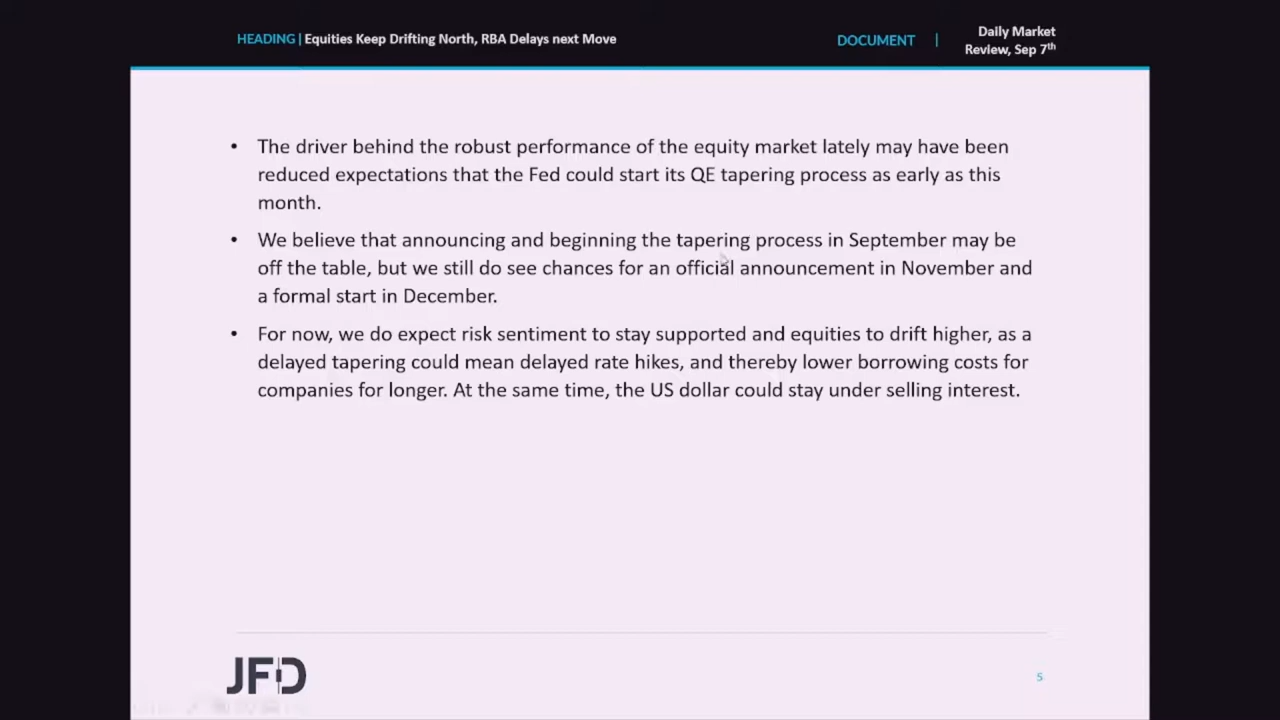 HEADING | Equities Keep Drifting North, RBA Delays next Move
DOCUMENT |
Daily Market
Review, Sep 7th
• The driver behind the robust performance of the equity market lately may have been
reduced expectations that the Fed could start its QE tapering process as early as this
month.
• We believe that announcing and beginning the tapering process in September may be
off the table, but we still do see chances for an official announcement in November and
a formal start in December.
• For now, we do expect risk sentiment to stay supported and equities to drift higher, as a
delayed tapering could mean delayed rate hikes, and thereby lower borrowing costs for
companies for longer. At the same time, the US dollar could stay under selling interest.
JFD
5